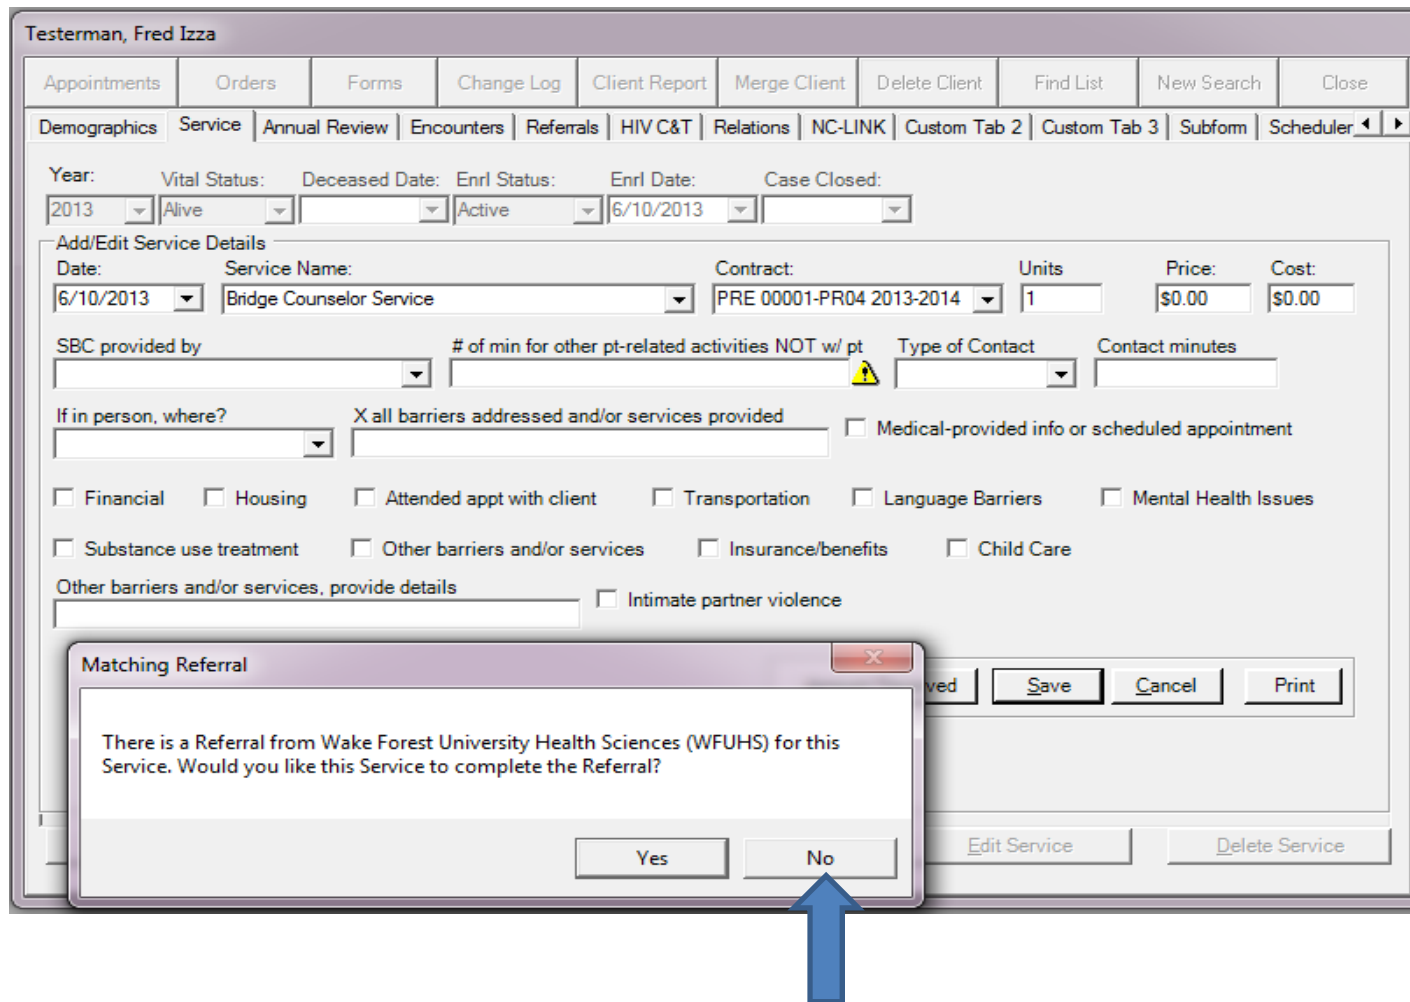 Testerman, Fred Izza
Appointments Orders Forms Change Log Client Report Merge Client Delete Client Find List New Search Close
Demographics Service Annual Review Encounters Referrals HIV C&T Relations NC-LINK Custom Tab 2 Custom Tab 3 Subform Scheduler
Year: Vital Status: Deceased Date: Enrl Status: Enrl Date: Case Closed:
2013 Alive Active 6/10/2013
Add/Edit Service Details
Date: Service Name: Contract: Units Price: Cost:
6/10/2013 Bridge Counselor Service PRE 00001-PR04 2013-2014 1 $0.00 $0.00
SBC provided by # of min for other pt-related activities NOT w/ pt Type of Contact Contact minutes
If in person, where? X all barriers addressed and/or services provided
Medical-provided info or scheduled appointment
Financial Housing Attended appt with client Transportation Language Barriers Mental Health Issues
Substance use treatment Other barriers and/or services Insurance/benefits Child Care
Other barriers and/or services, provide details
Intimate partner violence
Matching Referral
Save Cancel Print
There is a Referral from Wake Forest University Health Sciences (WFUHS) for this
Service. Would you like this Service to complete the Referral?
Yes No
Edit Service Delete Service